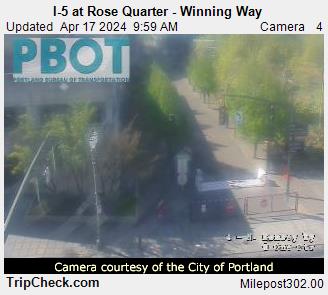 I-5 at Rose Quarter - Winning Way
Updated Apr 17 2024 9:59 AM Camera 4
PBOT
PORTLAND BUREAU OF TRANSPORTATION
Camera courtesy of the City of Portland
TripCheck.com Milepost302.00